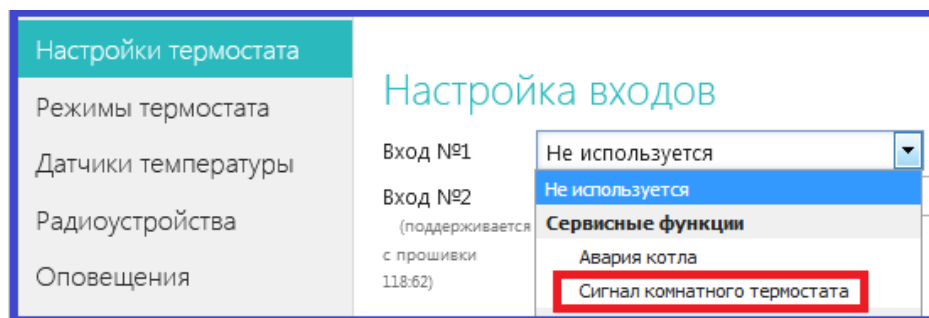 Настройки термостата
Режимы термостата
Датчики температуры
Радиоустройства
Оповещения
Настройка входов
Вход №1
Не используется
Вход №2
(поддерживается
с прошивки
118:62)
Не используется
Сервисные функции
Авария котла
Сигнал комнатного термостата